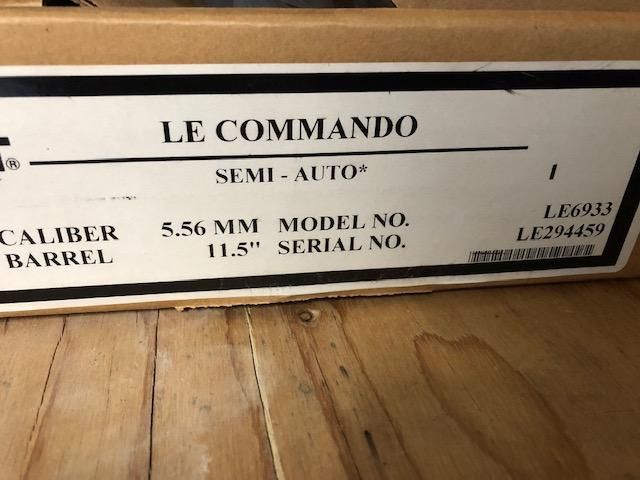 LE COMMANDO
®
SEMI - AUTO*
CALIBER 5.56 MM MODEL NO. LE6933
BARREL 11.5" SERIAL NO. LE294459